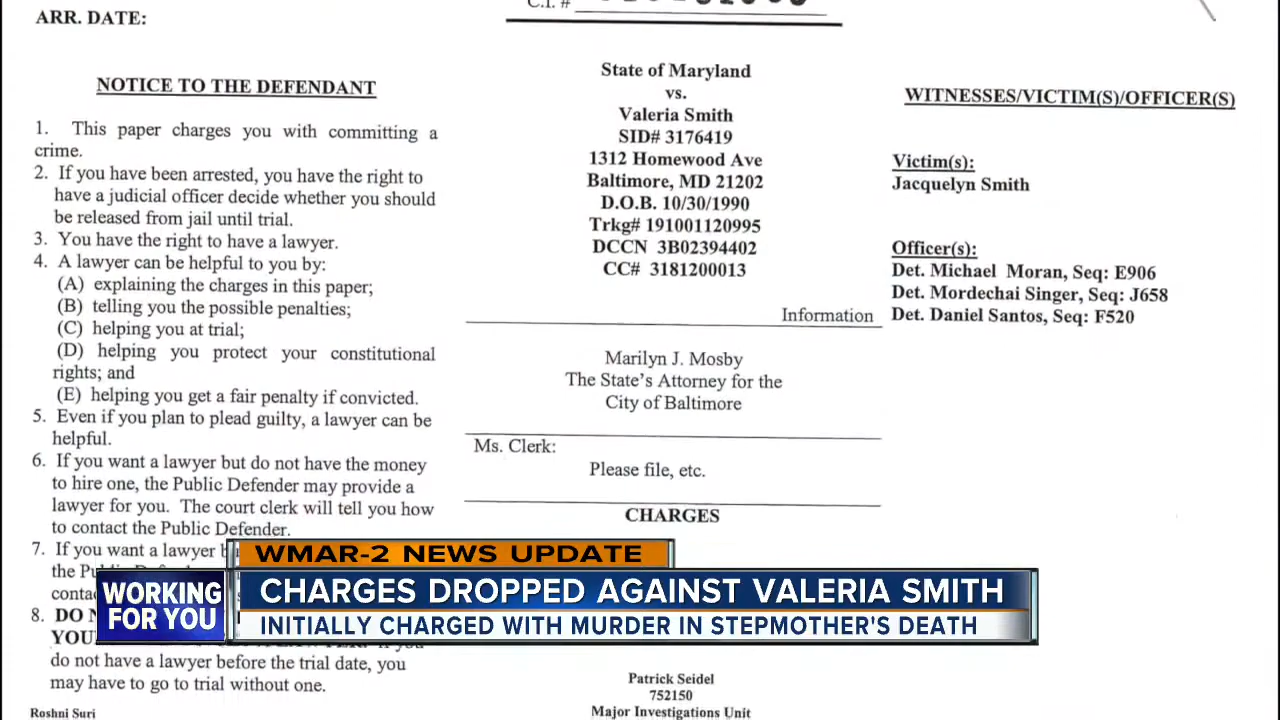 C.I. #
ARR. DATE:
NOTICE TO THE DEFENDANT
1. This paper charges you with committing a
crime.
2. If you have been arrested, you have the right to
have a judicial officer decide whether you should
be released from jail until trial.
3. You have the right to have a lawyer.
4. A lawyer can be helpful to you by:
(A) explaining the charges in this paper;
(B) telling you the possible penalties;
(C) helping you at trial;
(D) helping you protect your constitutional
rights; and
(E) helping you get a fair penalty if convicted.
5. Even if you plan to plead guilty, a lawyer can be
helpful.
6. If you want a lawyer but do not have the money
to hire one, the Public Defender may provide a
lawyer for you. The court clerk will tell you how
to contact the Public Defender.
7. If you want a lawyer
the
8. DO
do not have a lawyer before the trial date, you
may have to go to trial without one.
Roshni Suri
State of Maryland
vs.
Valeria Smith
SID# 3176419
1312 Homewood Ave
Baltimore, MD 21202
D.O.B. 10/30/1990
Trkg# 191001120995
DCCN 3B02394402
CC# 3181200013
Information
Marilyn J. Mosby
The State's Attorney for the
City of Baltimore
Ms. Clerk:
Please file, etc.
CHARGES
Patrick Seidel
752150
Major Investigations Unit
WITNESSES/VICTIM(S)/OFFICER(S)
Victim(s):
Jacquelyn Smith
Officer(s):
Det. Michael Moran, Seq: E906
Det. Mordechai Singer, Seq: J658
Det. Daniel Santos, Seq: F520
WMAR-2 NEWS UPDATE
WORKING
FOR YOU
CHARGES DROPPED AGAINST VALERIA SMITH
INITIALLY CHARGED WITH MURDER IN STEPMOTHER'S DEATH